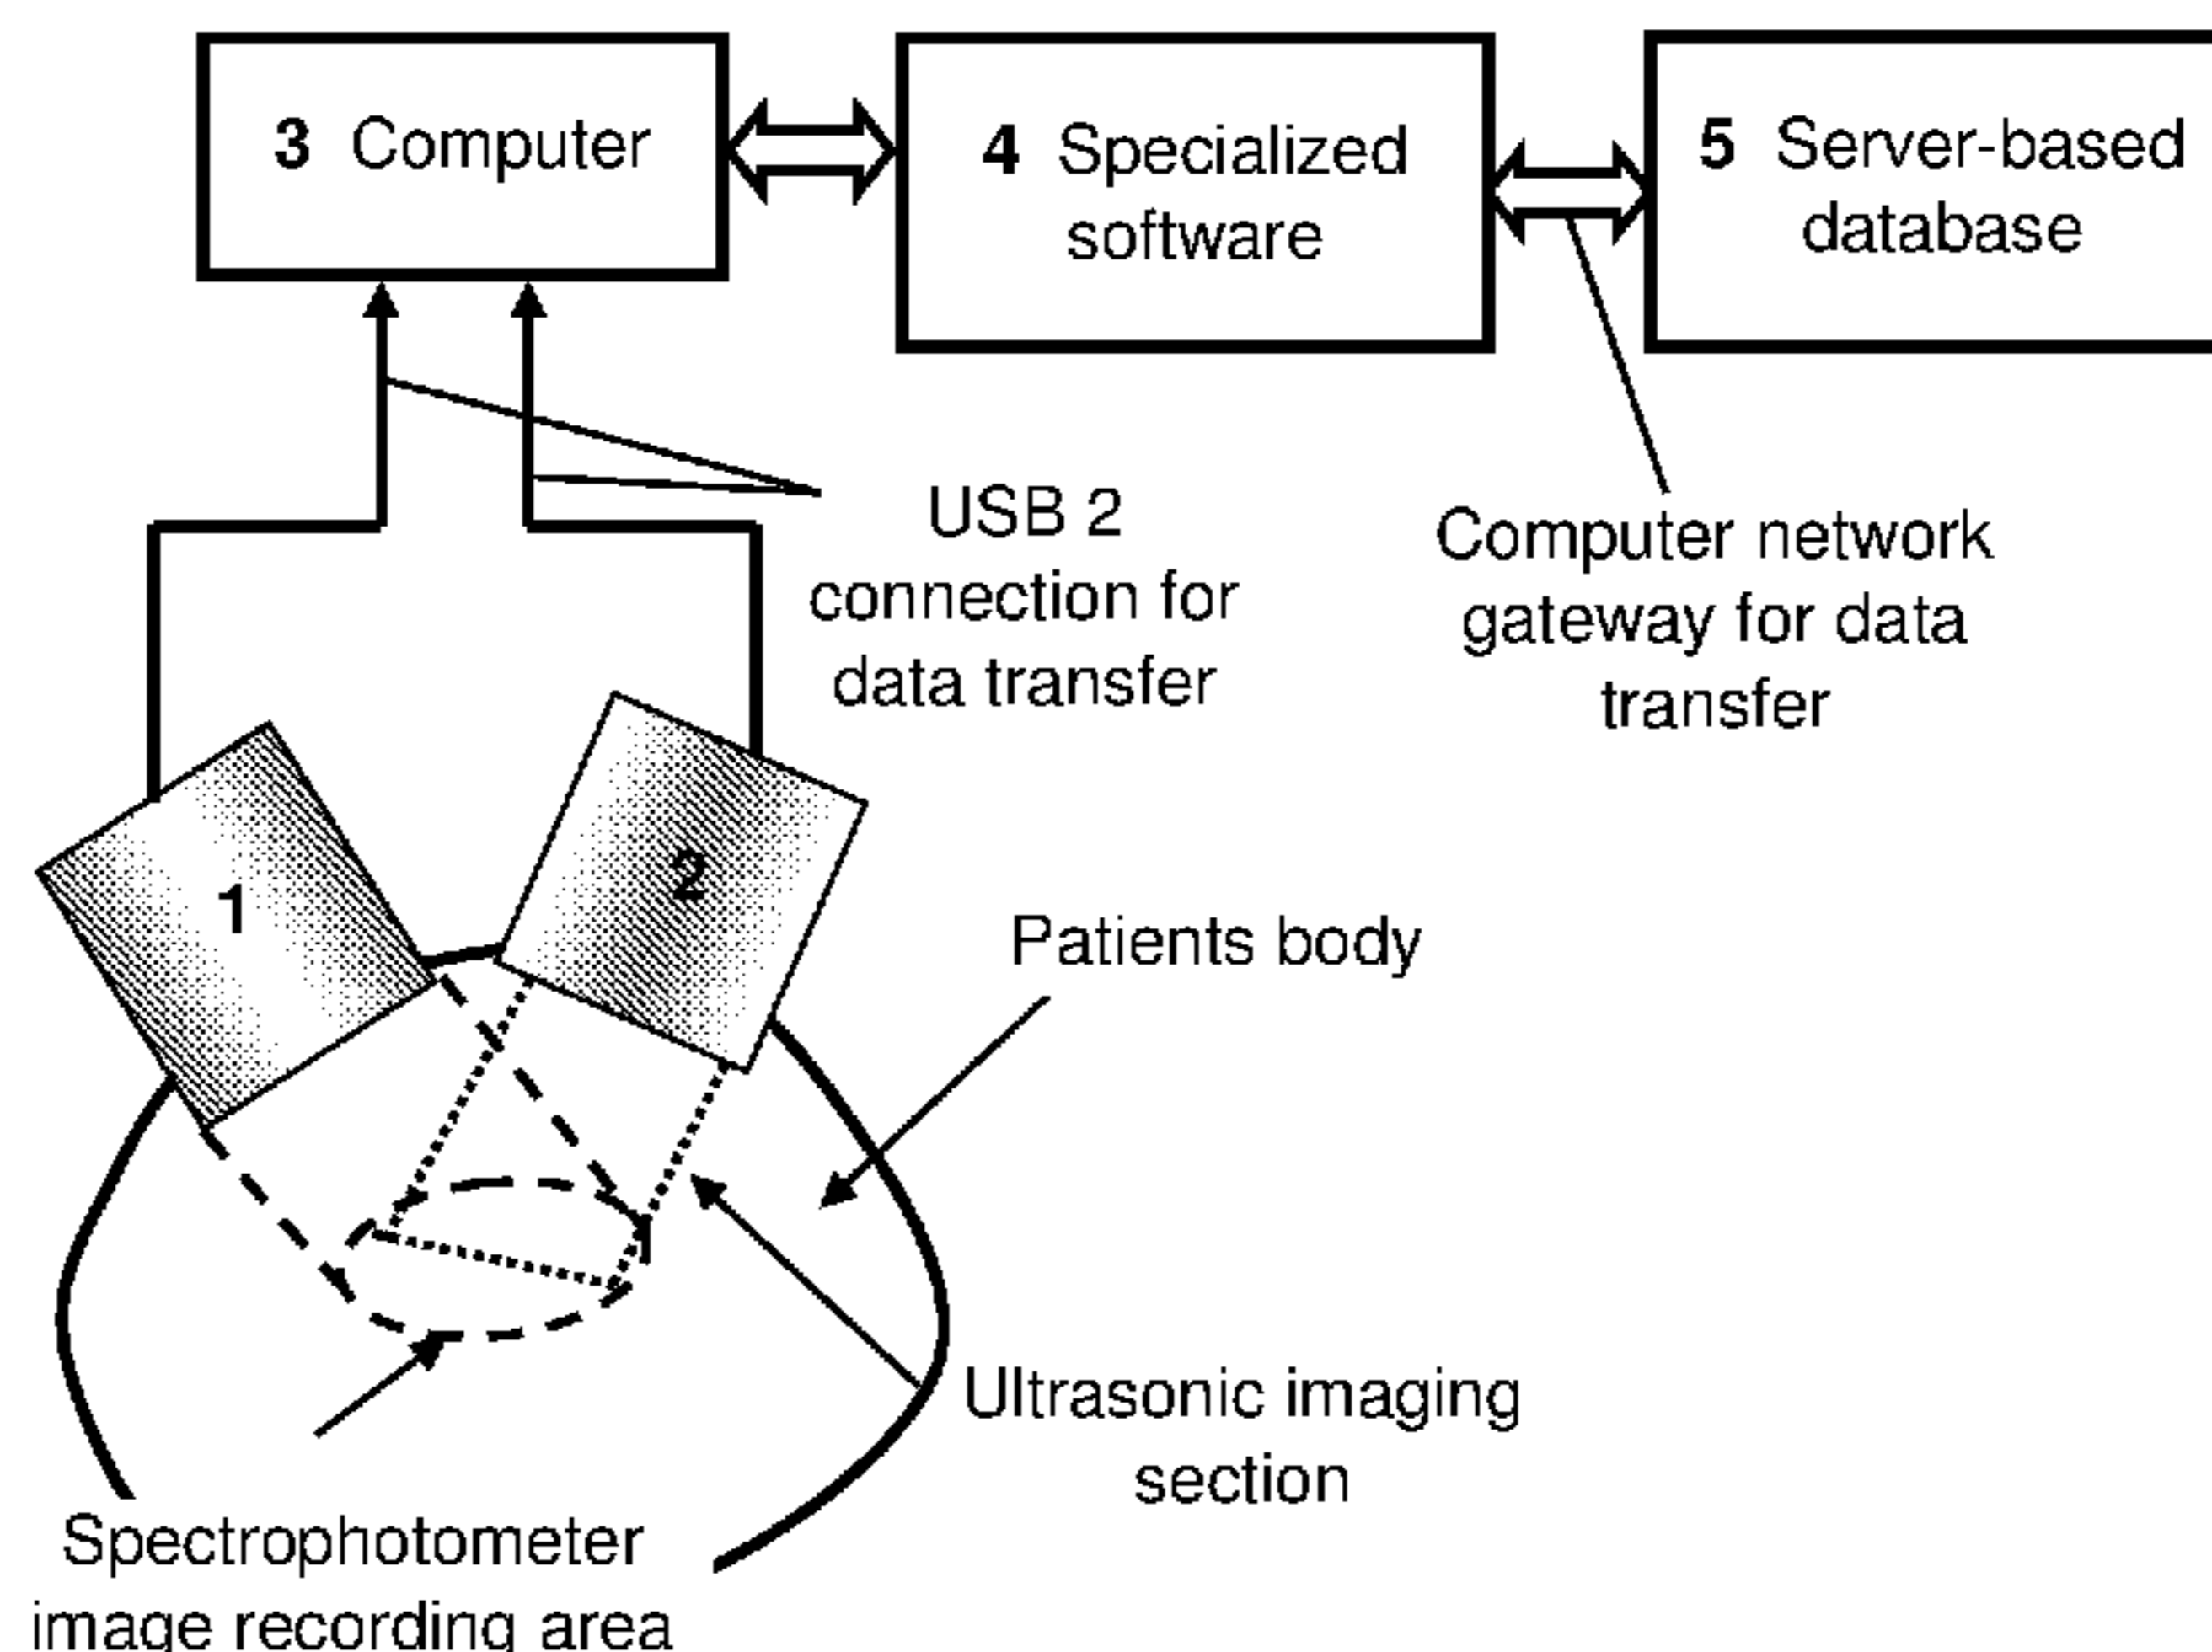 3 Computer
4 Specialized
software
5 Server-based
database
USB 2
connection for
data transfer
Computer network
gateway for data
transfer
1
2
Patients body
Ultrasonic imaging
section
Spectrophotometer
image recording area